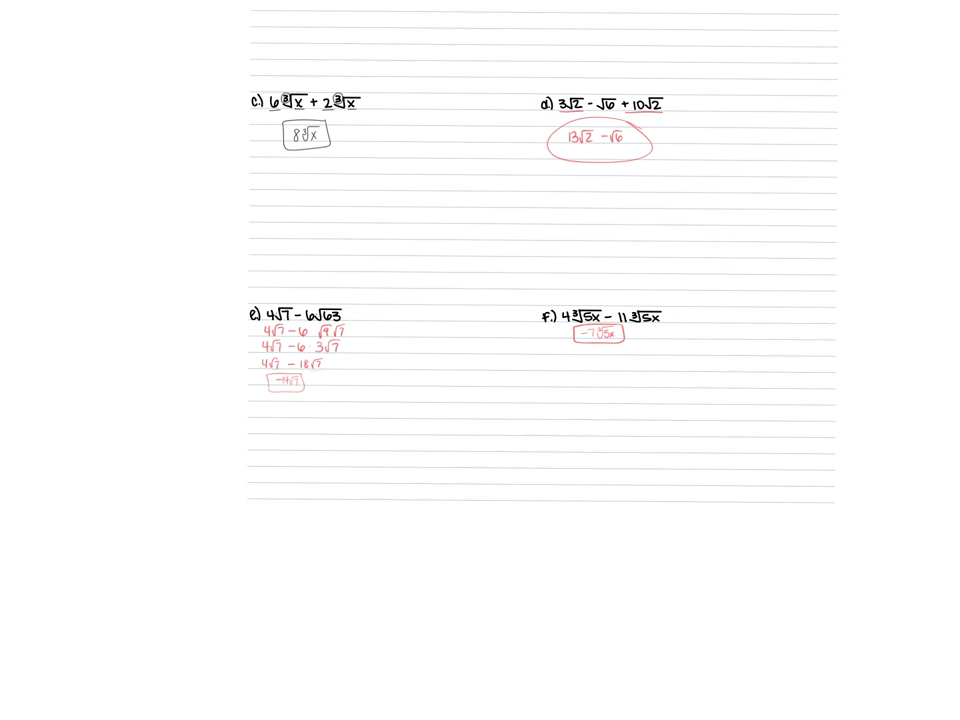 c.) 6∛x + 2∛x
8∛x
d.) 3√2 - √6 + 10√2
13√2 - √6
e.) 4√7 - 6√63
4√7 - 6 √9 √7
4√7 - 6 · 3√7
4√7 - 18√7
-14√7
f.) 4∛5x - 11∛5x
-7∛5x